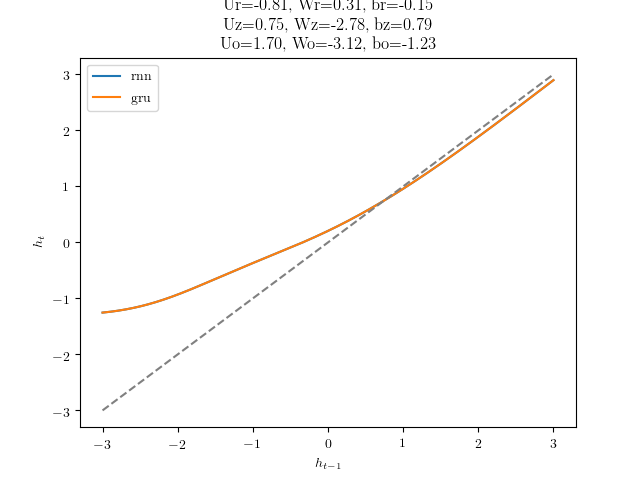 Ur=-0.81, Wr=0.31, br=-0.15
Uz=0.75, Wz=-2.78, bz=0.79
Uo=1.70, Wo=-3.12, bo=-1.23
3
2
1
0
−1
−2
−3
rnn
gru
h_t
−3 −2 −1 0 1 2 3
h_{t−1}